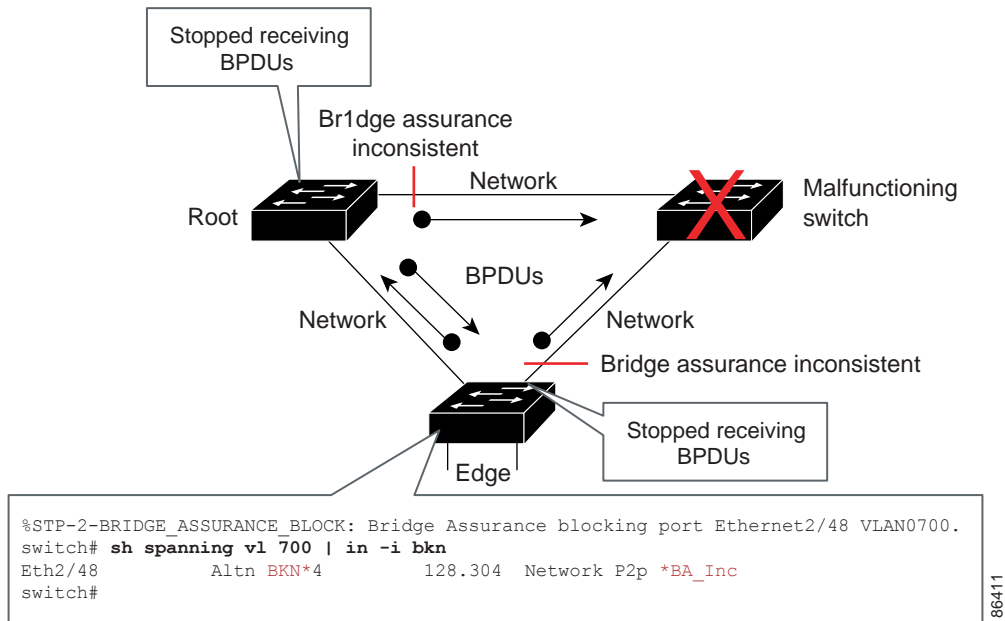 Stopped receiving
BPDUs
Br1dge assurance
inconsistent
Network
Root
Malfunctioning
switch
BPDUs
Network
Network
Bridge assurance inconsistent
Stopped receiving
BPDUs
Edge
%STP-2-BRIDGE_ASSURANCE_BLOCK: Bridge Assurance blocking port Ethernet2/48 VLAN0700.
switch# sh spanning vl 700 | in -i bkn
Eth2/48 Altn BKN*4 128.304 Network P2p *BA_Inc
switch#
86411